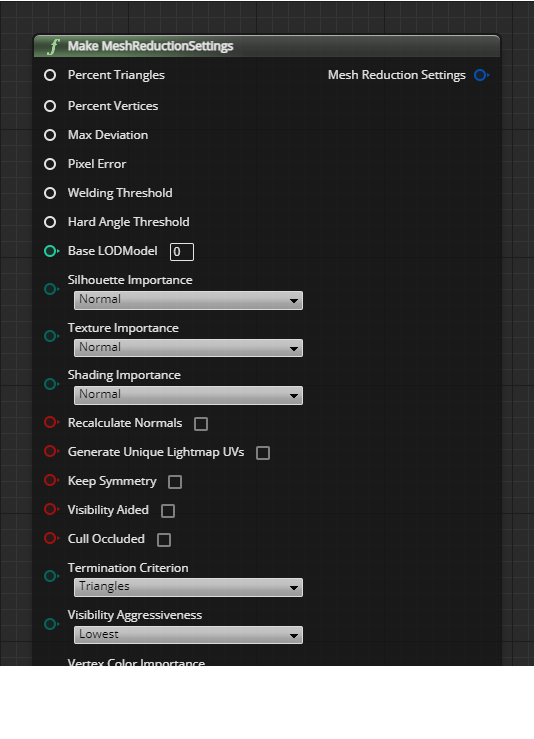 f Make MeshReductionSettings
Percent Triangles Mesh Reduction Settings
Percent Vertices
Max Deviation
Pixel Error
Welding Threshold
Hard Angle Threshold
Base LODModel 0
Silhouette Importance
Normal
Texture Importance
Normal
Shading Importance
Normal
Recalculate Normals
Generate Unique Lightmap UVs
Keep Symmetry
Visibility Aided
Cull Occluded
Termination Criterion
Triangles
Visibility Aggressiveness
Lowest
Vertex Color Importance